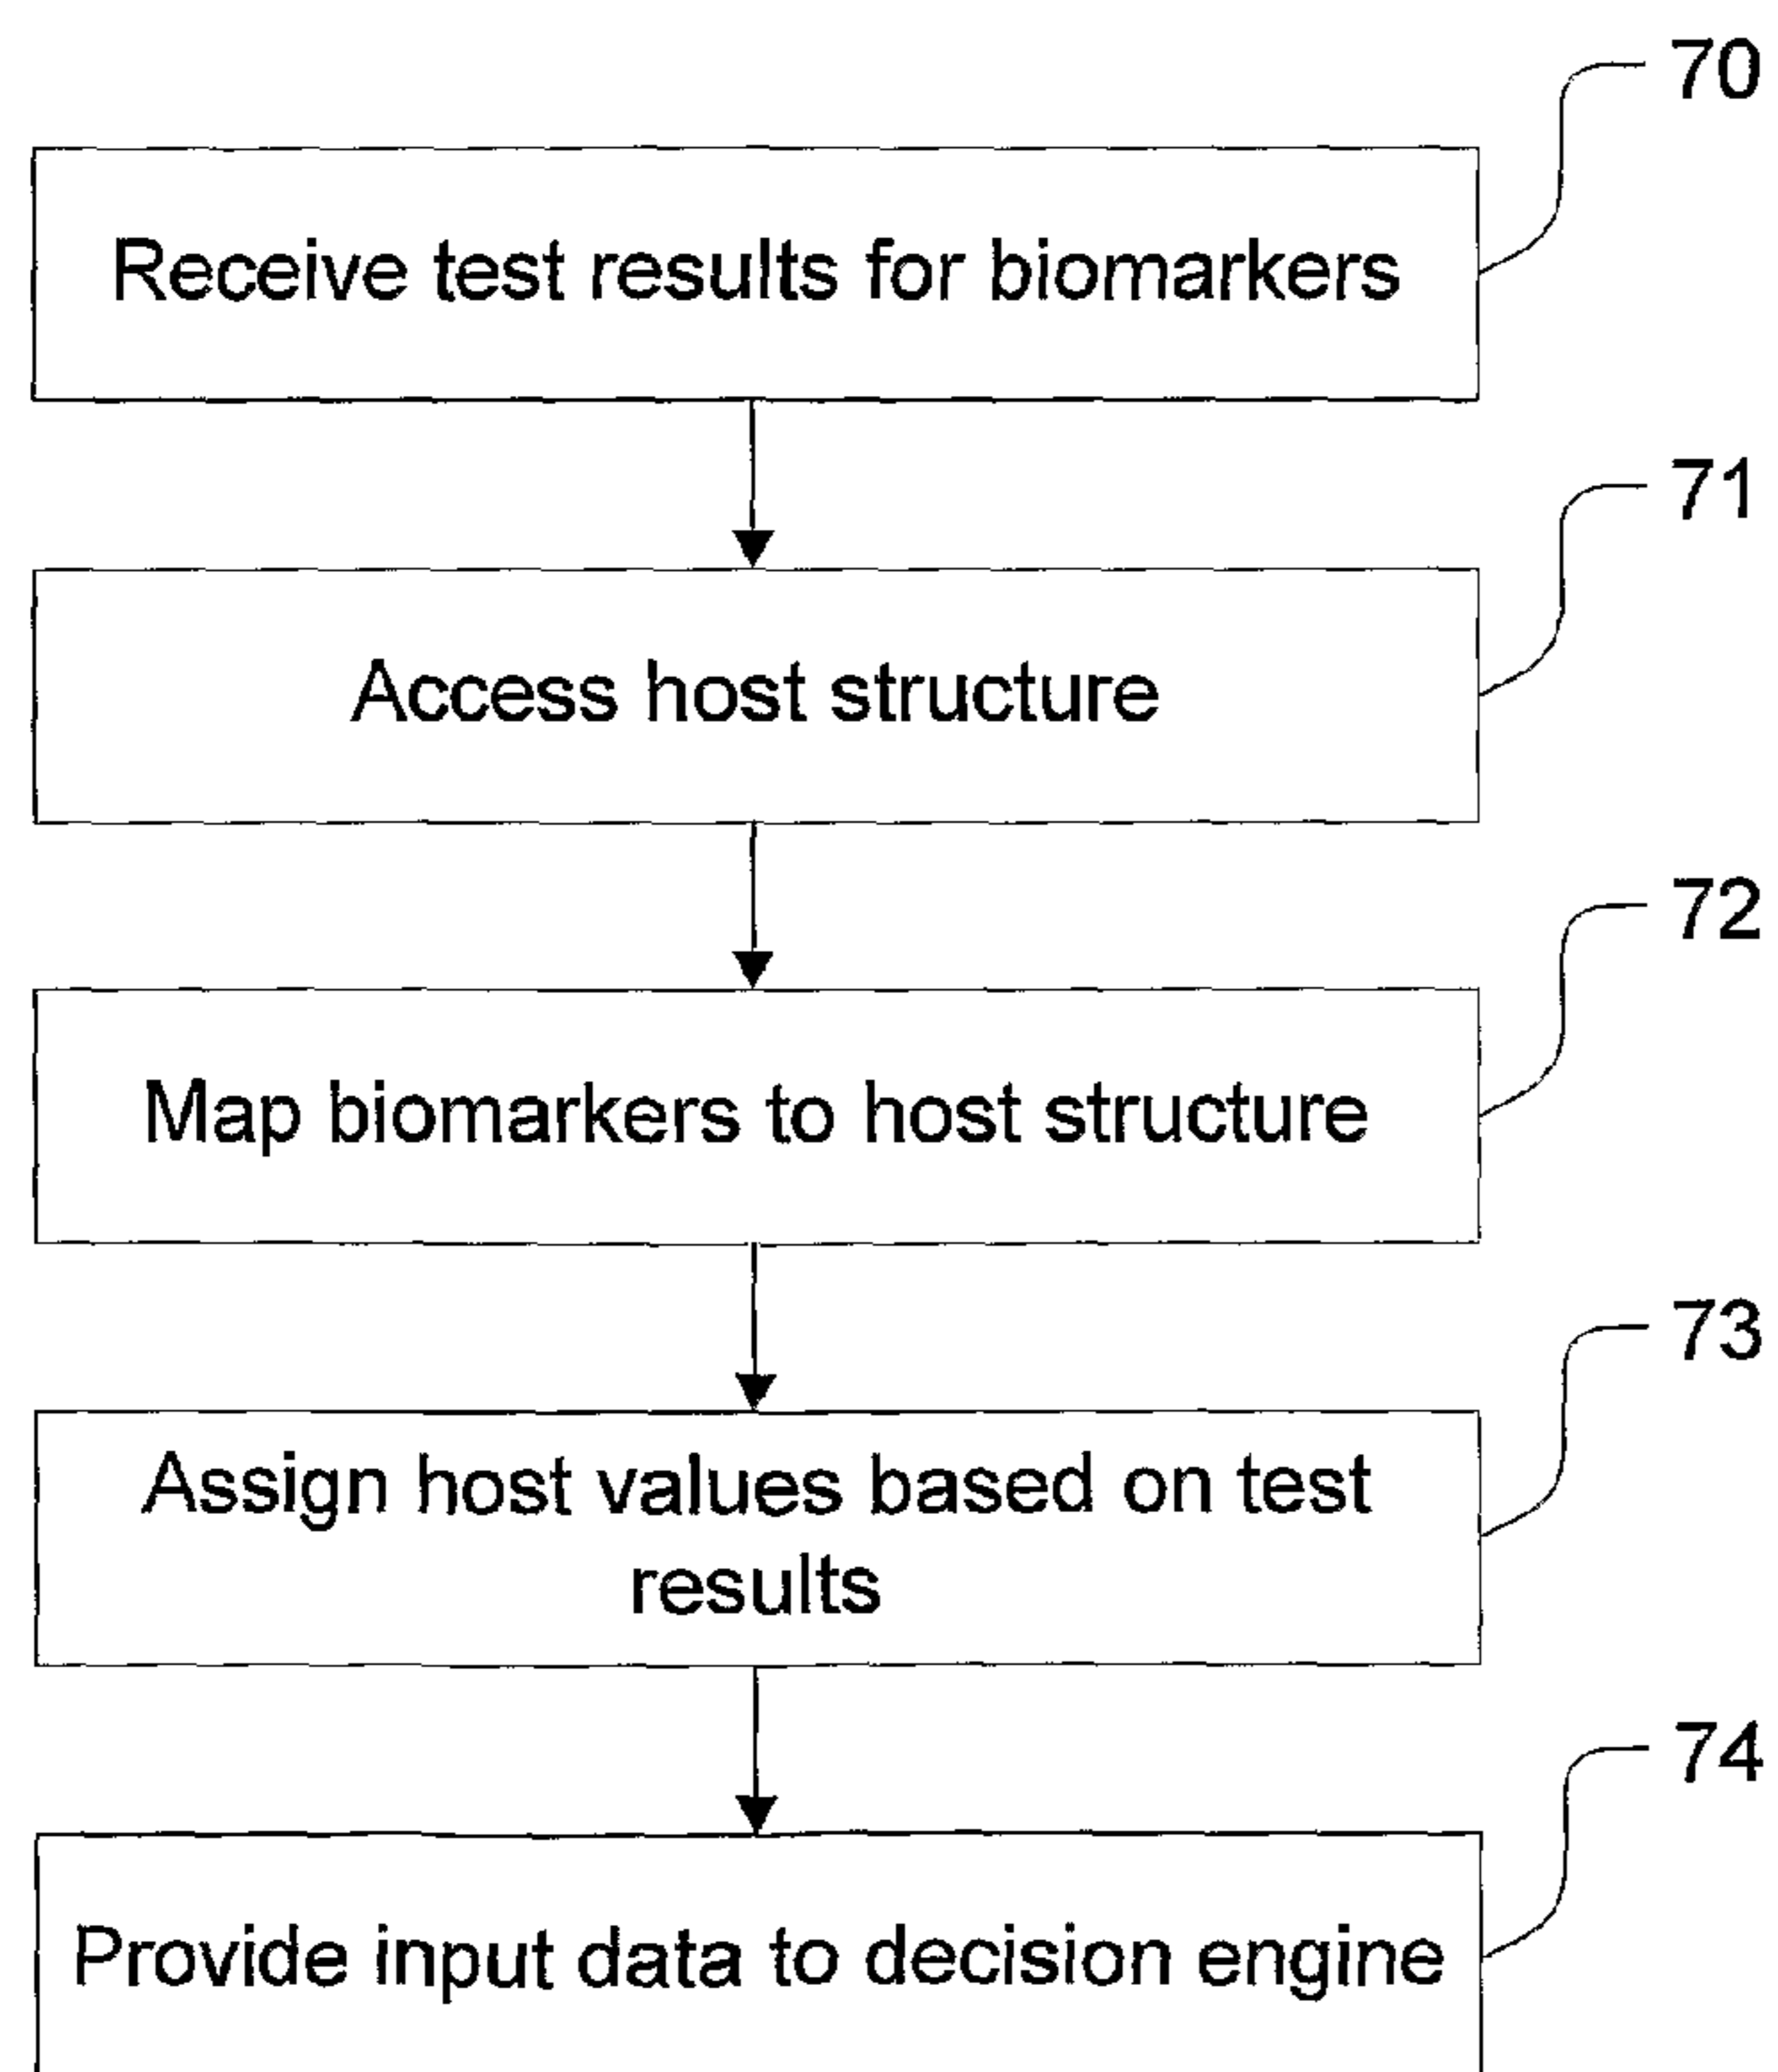 70
Receive test results for biomarkers
71
Access host structure
72
Map biomarkers to host structure
73
Assign host values based on test
results
74
Provide input data to decision engine